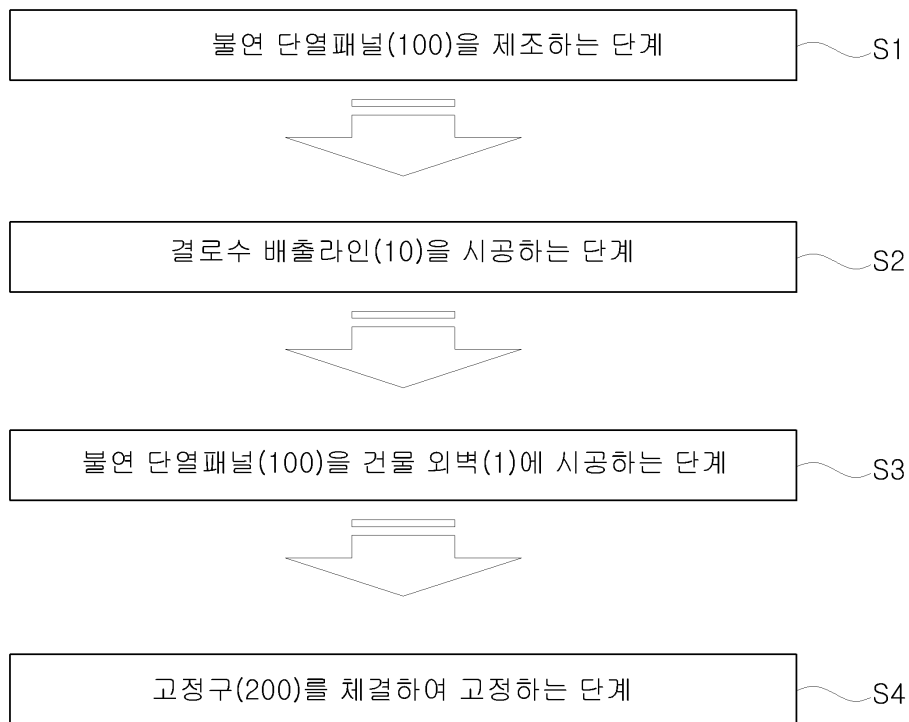 불연 단열패널(100)을 제조하는 단계
S1
결로수 배출라인(10)을 시공하는 단계
S2
불연 단열패널(100)을 건물 외벽(1)에 시공하는 단계
S3
고정구(200)를 체결하여 고정하는 단계
S4